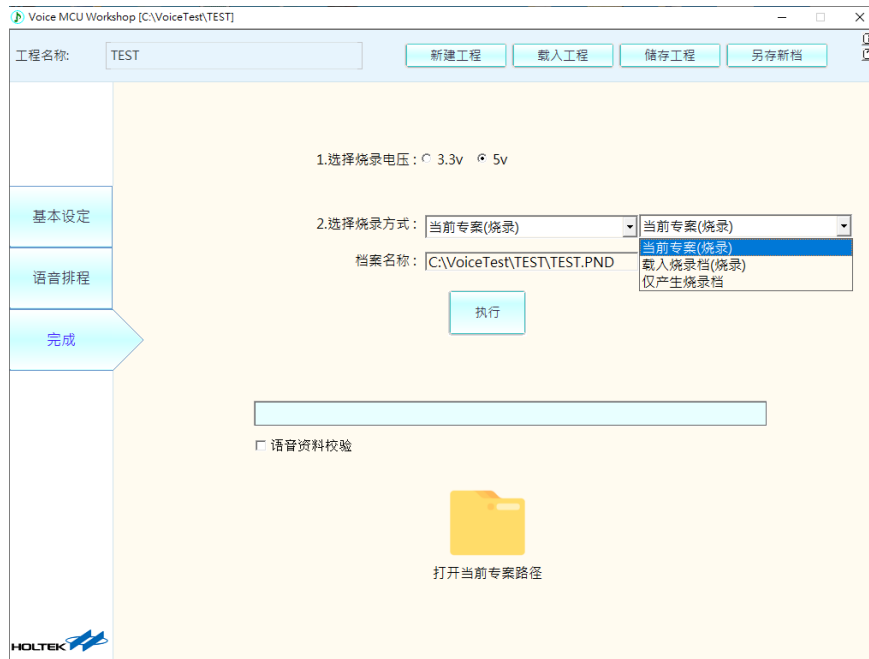 Voice MCU Workshop [C:\VoiceTest\TEST]
工程名称: TEST 新建工程 载入工程 储存工程 另存新档
1.选择烧录电压: 3.3v 5v
基本设定
2.选择烧录方式: 当前专案(烧录) 当前专案(烧录)
当前专案(烧录)
档案名称: C:\VoiceTest\TEST\TEST.PND 载入烧录档(烧录)
语音排程
仅产生烧录档
执行
完成
语音资料校验
打开当前专案路径
HOLTEK